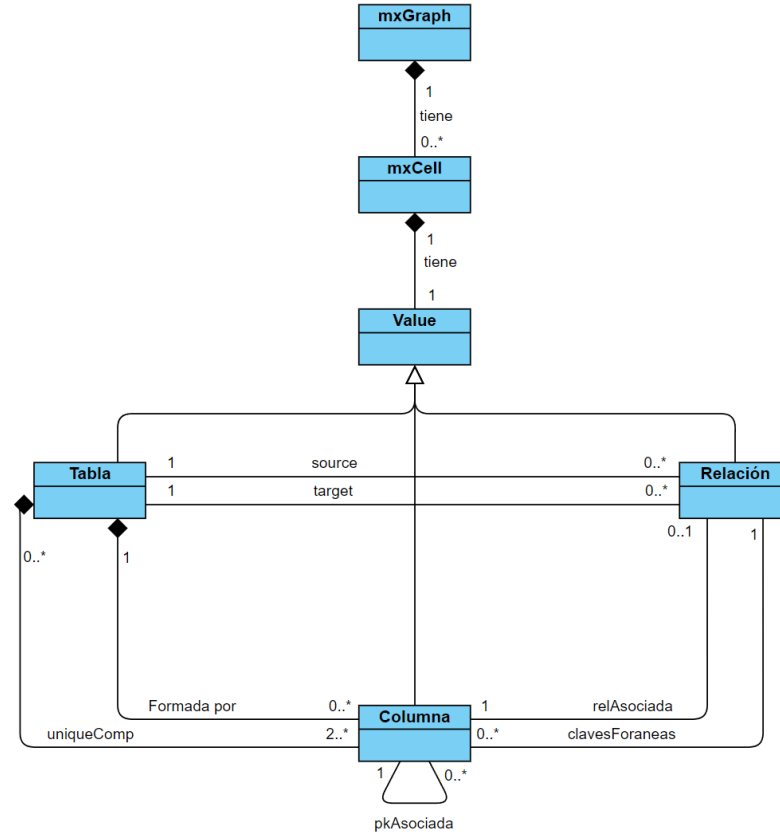 mxGraph
1
tiene
0..*
mxCell
1
tiene
1
Value
Tabla
1
source
0..*
Relación
1
target
0..*
0..*
1
0..1
1
Formada por
0..*
Columna
1
relAsociada
uniqueComp
2..*
0..*
clavesForaneas
1
0..*
pkAsociada